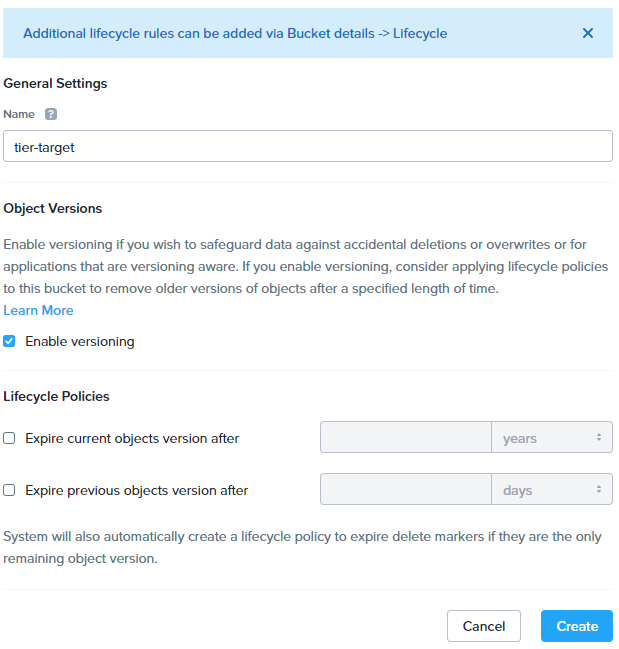 Additional lifecycle rules can be added via Bucket details -> Lifecycle
General Settings
Name ?
tier-target
Object Versions
Enable versioning if you wish to safeguard data against accidental deletions or overwrites or for
applications that are versioning aware. If you enable versioning, consider applying lifecycle policies
to this bucket to remove older versions of objects after a specified length of time.
Learn More
Enable versioning
Lifecycle Policies
Expire current objects version after years
Expire previous objects version after days
System will also automatically create a lifecycle policy to expire delete markers if they are the only
remaining object version.
Cancel Create